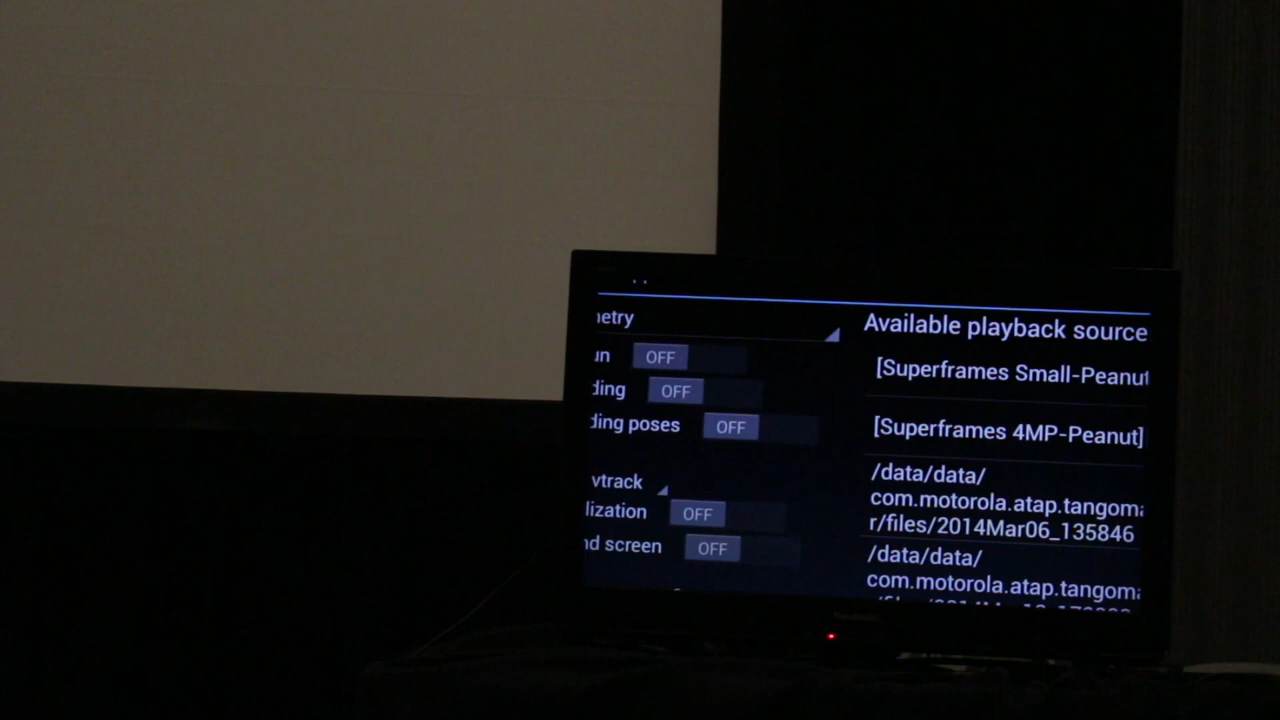 netry
un OFF
ding OFF
ding poses OFF
vtrack
lization OFF
nd screen OFF
Available playback source
[Superframes Small-Peanut
[Superframes 4MP-Peanut]
/data/data/
com.motorola.atap.tangoma
r/files/2014Mar06_135846
/data/data/
com.motorola.atap.tangoma